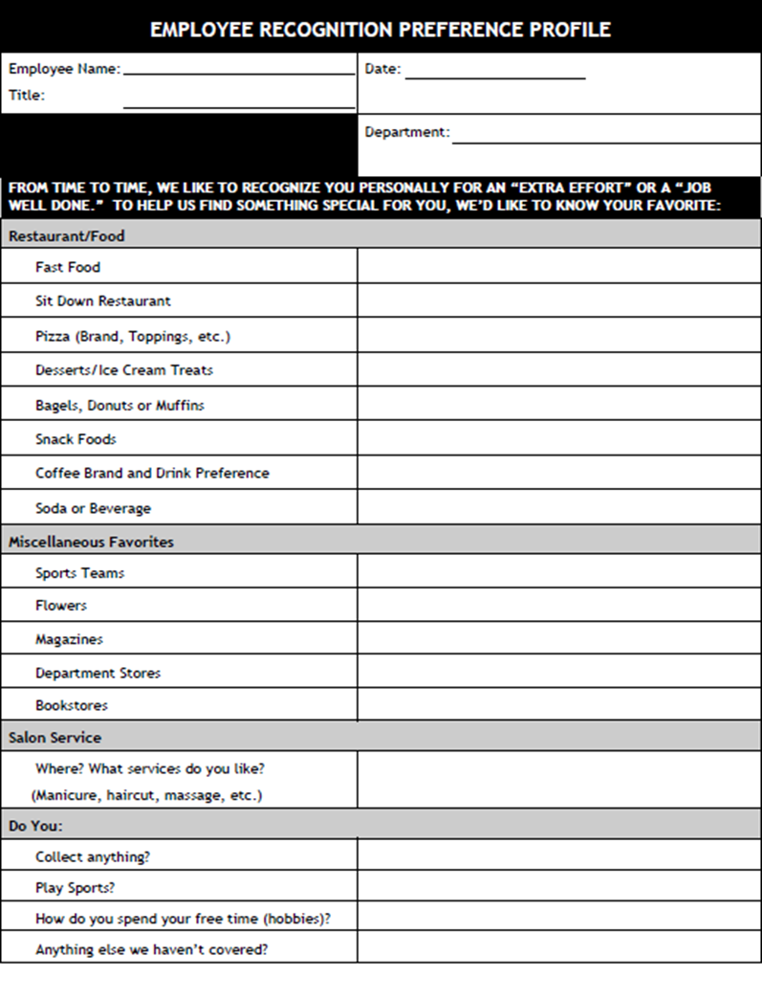 EMPLOYEE RECOGNITION PREFERENCE PROFILE
Employee Name:
Date:
Title:
Department:
FROM TIME TO TIME, WE LIKE TO RECOGNIZE YOU PERSONALLY FOR AN “EXTRA EFFORT” OR A “JOB
WELL DONE.” TO HELP US FIND SOMETHING SPECIAL FOR YOU, WE’D LIKE TO KNOW YOUR FAVORITE:
Restaurant/Food
Fast Food
Sit Down Restaurant
Pizza (Brand, Toppings, etc.)
Desserts/Ice Cream Treats
Bagels, Donuts or Muffins
Snack Foods
Coffee Brand and Drink Preference
Soda or Beverage
Miscellaneous Favorites
Sports Teams
Flowers
Magazines
Department Stores
Bookstores
Salon Service
Where? What services do you like?
(Manicure, haircut, massage, etc.)
Do You:
Collect anything?
Play Sports?
How do you spend your free time (hobbies)?
Anything else we haven’t covered?